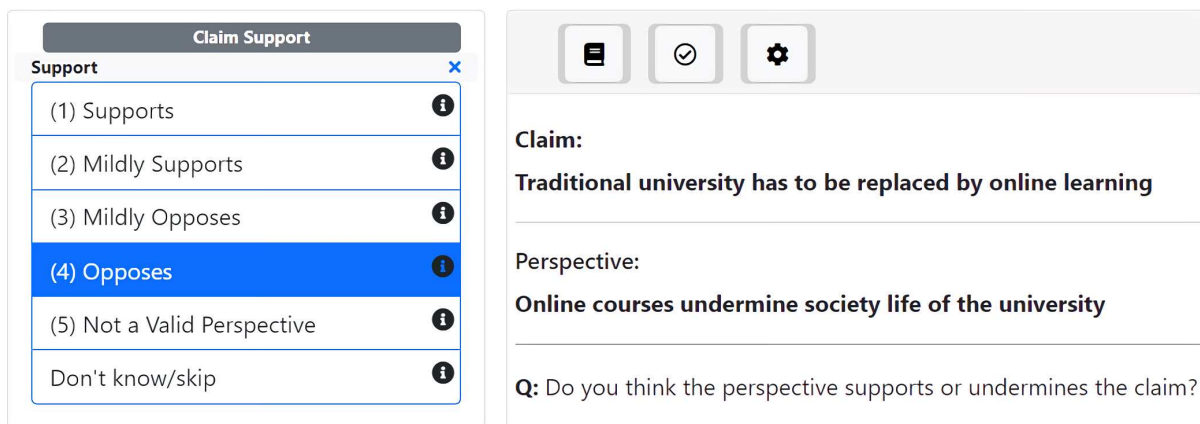 Claim Support
Support
(1) Supports
(2) Mildly Supports
(3) Mildly Opposes
(4) Opposes
(5) Not a Valid Perspective
Don't know/skip
Claim:
Traditional university has to be replaced by online learning
Perspective:
Online courses undermine society life of the university
Q: Do you think the perspective supports or undermines the claim?